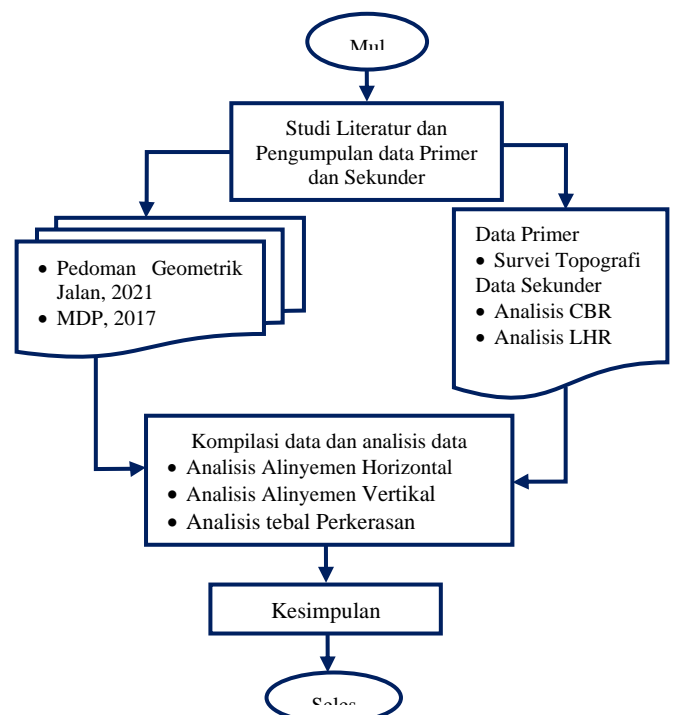 Mul
Studi Literatur dan
Pengumpulan data Primer
dan Sekunder
• Pedoman Geometrik
Jalan, 2021
• MDP, 2017
Data Primer
• Survei Topografi
Data Sekunder
• Analisis CBR
• Analisis LHR
Kompilasi data dan analisis data
• Analisis Alinyemen Horizontal
• Analisis Alinyemen Vertikal
• Analisis tebal Perkerasan
Kesimpulan
Seles